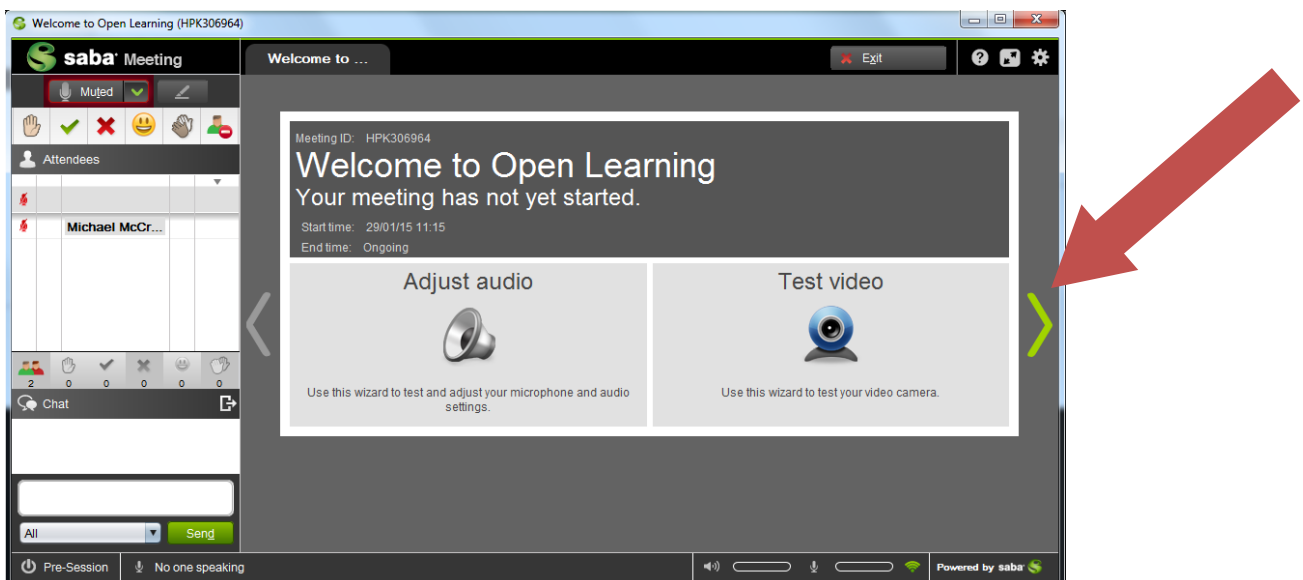 Welcome to Open Learning (HPK306964)
saba Meeting
Welcome to ...
Exit
Muted
Attendees
Michael McCr...
2 0 0 0 0 0
Chat
All
Send
Meeting ID: HPK306964
Welcome to Open Learning
Your meeting has not yet started.
Start time: 29/01/15 11:15
End time: Ongoing
Adjust audio
Use this wizard to test and adjust your microphone and audio
settings.
Test video
Use this wizard to test your video camera.
Pre-Session
No one speaking
Powered by saba